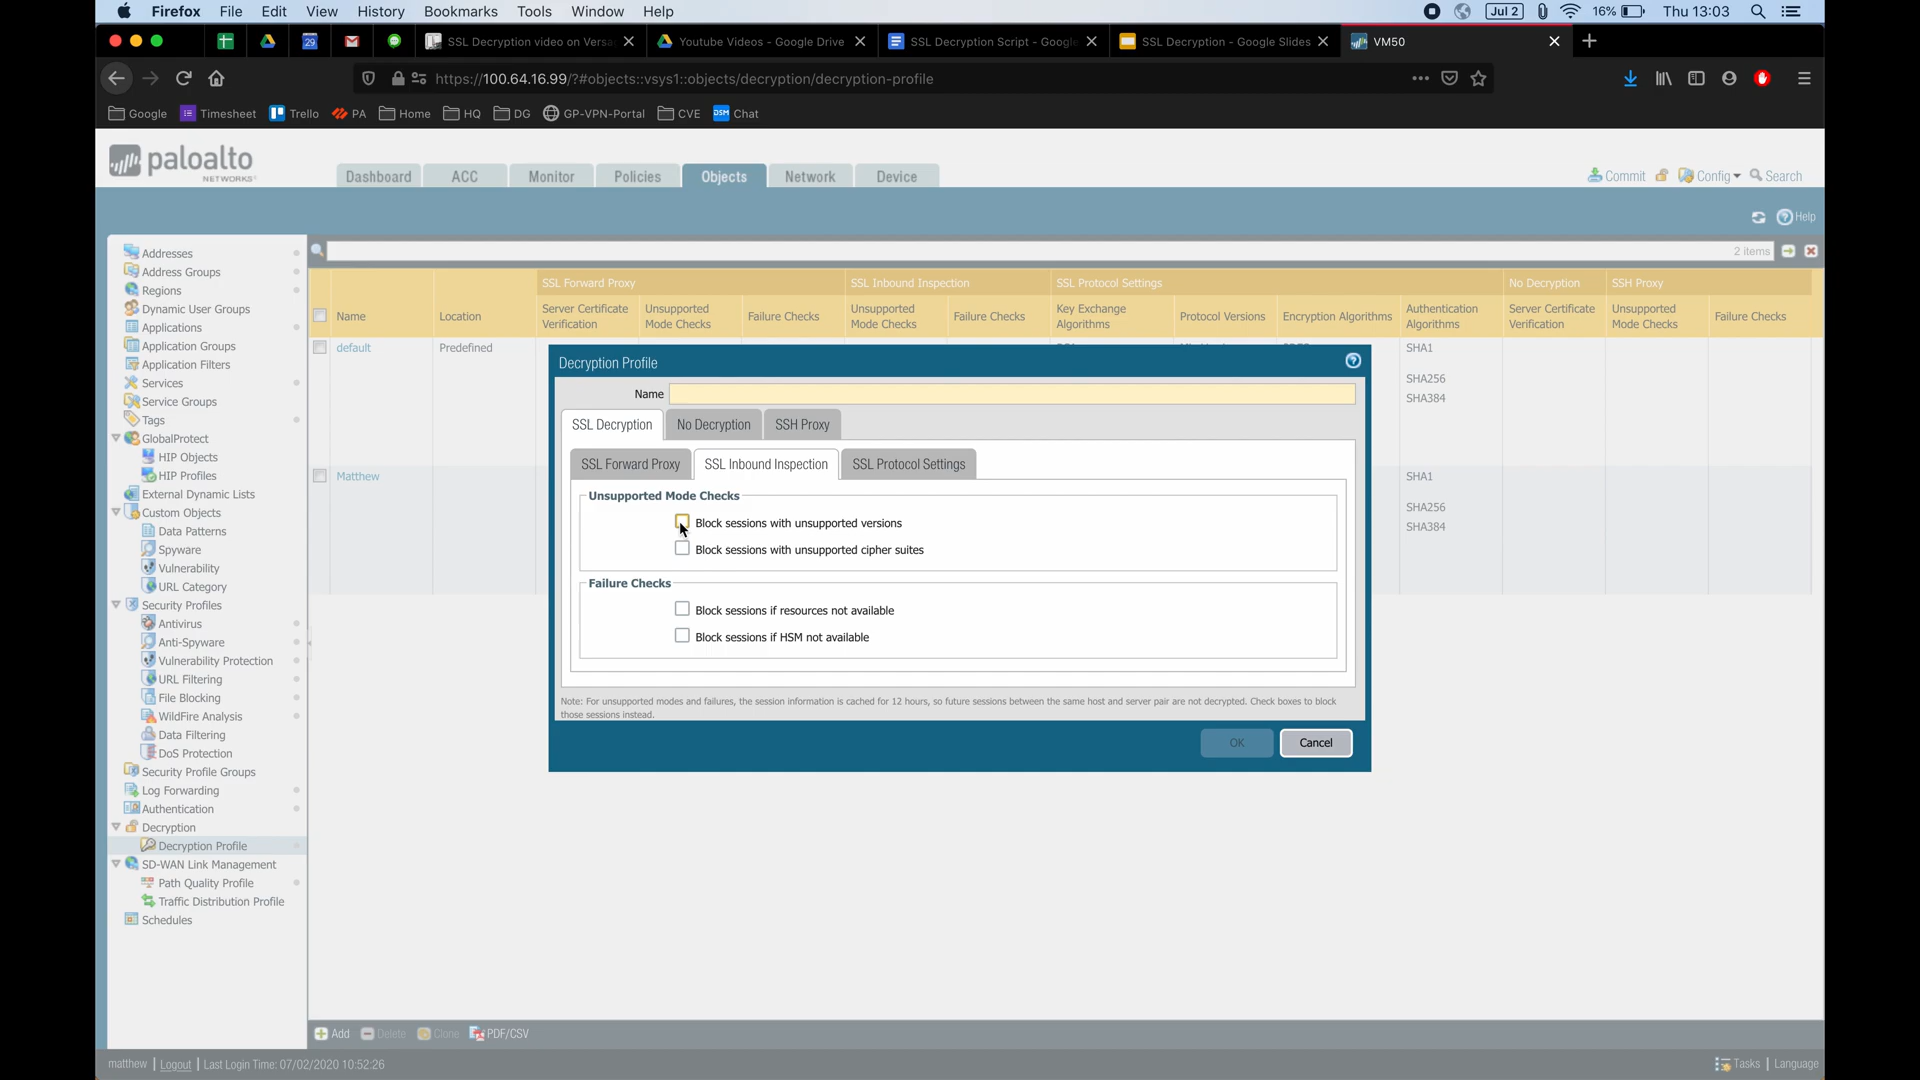 Firefox File Edit View History Bookmarks Tools Window Help Jul 2 16% Thu 13:03
29 SSL Decryption video on Versa Youtube Videos - Google Drive SSL Decryption Script - Google SSL Decryption - Google Slides VM50
https://100.64.16.99/?#objects::vsys1::objects/decryption/decryption-profile
Google Timesheet Trello PA Home HQ DG GP-VPN-Portal CVE DSM Chat
paloalto
NETWORKS
Dashboard ACC Monitor Policies Objects Network Device
Commit Config Search
Help
2 items
Addresses
Address Groups
Regions
Dynamic User Groups
Applications
Application Groups
Application Filters
Services
Service Groups
Tags
GlobalProtect
HIP Objects
HIP Profiles
External Dynamic Lists
Custom Objects
Data Patterns
Spyware
Vulnerability
URL Category
Security Profiles
Antivirus
Anti-Spyware
Vulnerability Protection
URL Filtering
File Blocking
WildFire Analysis
Data Filtering
DoS Protection
Security Profile Groups
Log Forwarding
Authentication
Decryption
Decryption Profile
SD-WAN Link Management
Path Quality Profile
Traffic Distribution Profile
Schedules
SSL Forward Proxy SSL Inbound Inspection SSL Protocol Settings No Decryption SSH Proxy
Name Location Server Certificate Verification Unsupported Mode Checks Failure Checks Unsupported Mode Checks Failure Checks Key Exchange Algorithms Protocol Versions Encryption Algorithms Authentication Algorithms Server Certificate Verification Unsupported Mode Checks Failure Checks
default Predefined SHA1
SHA256
SHA384
Matthew SHA1
SHA256
SHA384
Decryption Profile
Name
SSL Decryption No Decryption SSH Proxy
SSL Forward Proxy SSL Inbound Inspection SSL Protocol Settings
Unsupported Mode Checks
Block sessions with unsupported versions
Block sessions with unsupported cipher suites
Failure Checks
Block sessions if resources not available
Block sessions if HSM not available
Note: For unsupported modes and failures, the session information is cached for 12 hours, so future sessions between the same host and server pair are not decrypted. Check boxes to block
those sessions instead.
OK Cancel
Add Delete Clone PDF/CSV
matthew | Logout | Last Login Time: 07/02/2020 10:52:26
Tasks | Language